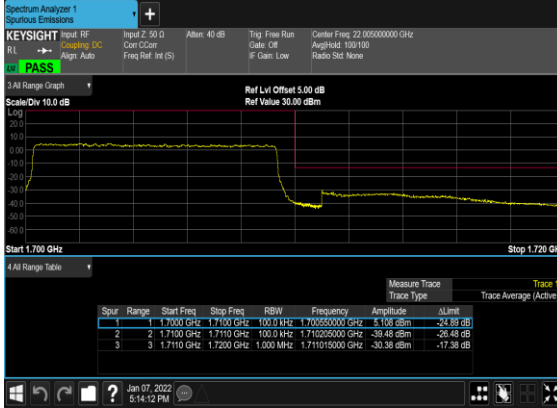 Spectrum Analyzer 1
Spurious Emissions
+
KEYSIGHT Input: RF Input Z: 50 Ω Atten: 40 dB Trig: Free Run Center Freq: 22.005000000 GHz
RL Coupling: DC Corr CCorr Gate: Off Avg|Hold: 100/100
Align: Auto Freq Ref: Int (S) IF Gain: Low Radio Std: None
PASS
3 All Range Graph Ref Lvl Offset 5.00 dB
Scale/Div 10.0 dB Ref Value 30.00 dBm
Log
20.0
10.0
0.00
-10.0
-20.0
-30.0
-40.0
-50.0
-60.0
Start 1.700 GHz Stop 1.720 GH
4 All Range Table
Measure Trace Trace 1
Trace Type Trace Average (Active
Spur Range Start Freq Stop Freq RBW Frequency Amplitude ΔLimit
1 1 1.7000 GHz 1.7100 GHz 100.0 kHz 1.700550000 GHz 5.108 dBm -24.89 dB
2 2 1.7100 GHz 1.7110 GHz 100.0 kHz 1.710205000 GHz -39.48 dBm -26.48 dB
3 3 1.7110 GHz 1.7200 GHz 1.000 MHz 1.711015000 GHz -30.38 dBm -17.38 dB
?
Jan 07, 2022
5:14:12 PM